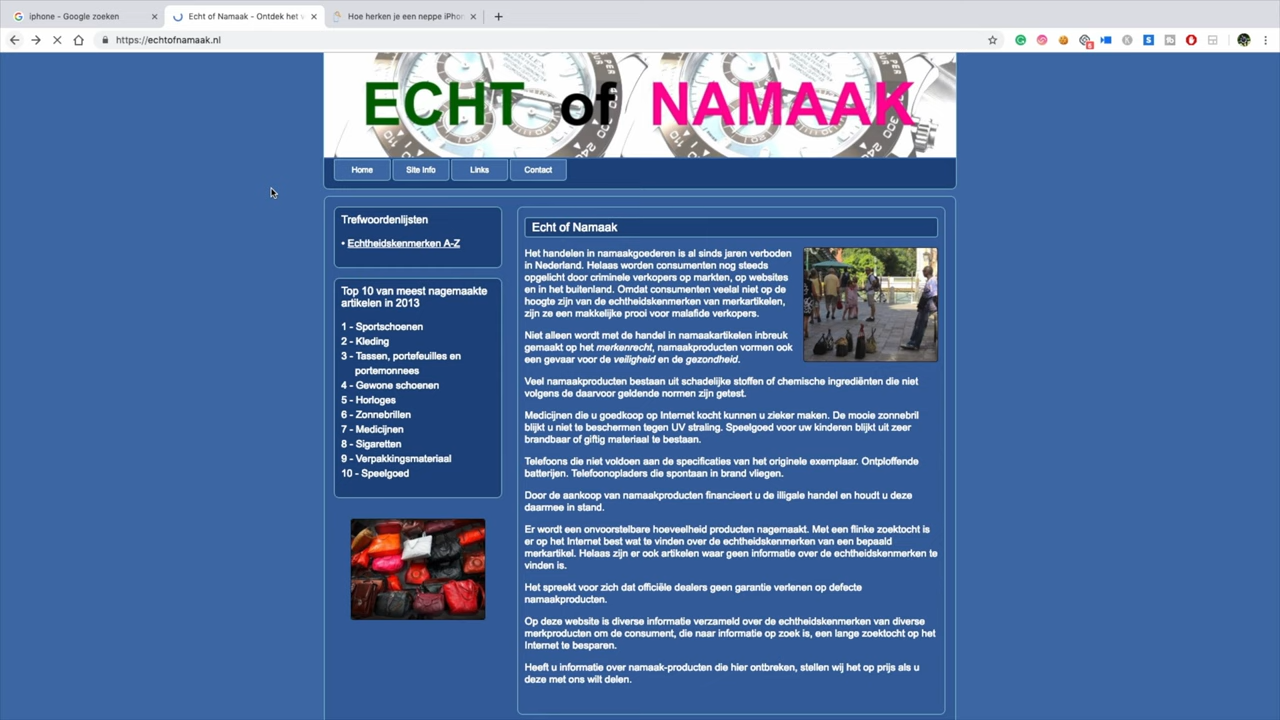 iphone - Google zoeken
Echt of Namaak - Ontdek het v
Hoe herken je een neppe iPhon
https://echtofnamaak.nl
ECHT of NAMAAK
Home
Site Info
Links
Contact
Trefwoordenlijsten
• Echtheidskenmerken A-Z
Top 10 van meest nagemaakte
artikelen in 2013
1 - Sportschoenen
2 - Kleding
3 - Tassen, portefeuilles en
portemonnees
4 - Gewone schoenen
5 - Horloges
6 - Zonnebrillen
7 - Medicijnen
8 - Sigaretten
9 - Verpakkingsmateriaal
10 - Speelgoed
Echt of Namaak
Het handelen in namaakgoederen is al sinds jaren verboden
in Nederland. Helaas worden consumenten nog steeds
opgelicht door criminele verkopers op markten, op websites
en in het buitenland. Omdat consumenten veelal niet op de
hoogte zijn van de echtheidskenmerken van merkartikelen,
zijn ze een makkelijke prooi voor malafide verkopers.
Niet alleen wordt met de handel in namaakartikelen inbreuk
gemaakt op het merkenrecht, namaakproducten vormen ook
een gevaar voor de veiligheid en de gezondheid.
Veel namaakproducten bestaan uit schadelijke stoffen of chemische ingrediënten die niet
volgens de daarvoor geldende normen zijn getest.
Medicijnen die u goedkoop op Internet kocht kunnen u zieker maken. De mooie zonnebril
blijkt u niet te beschermen tegen UV straling. Speelgoed voor uw kinderen blijkt uit zeer
brandbaar of giftig materiaal te bestaan.
Telefoons die niet voldoen aan de specificaties van het originele exemplaar. Ontploffende
batterijen. Telefoonopladers die spontaan in brand vliegen.
Door de aankoop van namaakproducten financieert u de illigale handel en houdt u deze
daarmee in stand.
Er wordt een onvoorstelbare hoeveelheid producten nagemaakt. Met een flinke zoektocht is
er op het Internet best wat te vinden over de echtheidskenmerken van een bepaald
merkartikel. Helaas zijn er ook artikelen waar geen informatie over de echtheidskenmerken te
vinden is.
Het spreekt voor zich dat officiële dealers geen garantie verlenen op defecte
namaakproducten.
Op deze website is diverse informatie verzameld over de echtheidskenmerken van diverse
merkproducten om de consument, die naar informatie op zoek is, een lange zoektocht op het
Internet te besparen.
Heeft u informatie over namaak-producten die hier ontbreken, stellen wij het op prijs als u
deze met ons wilt delen.